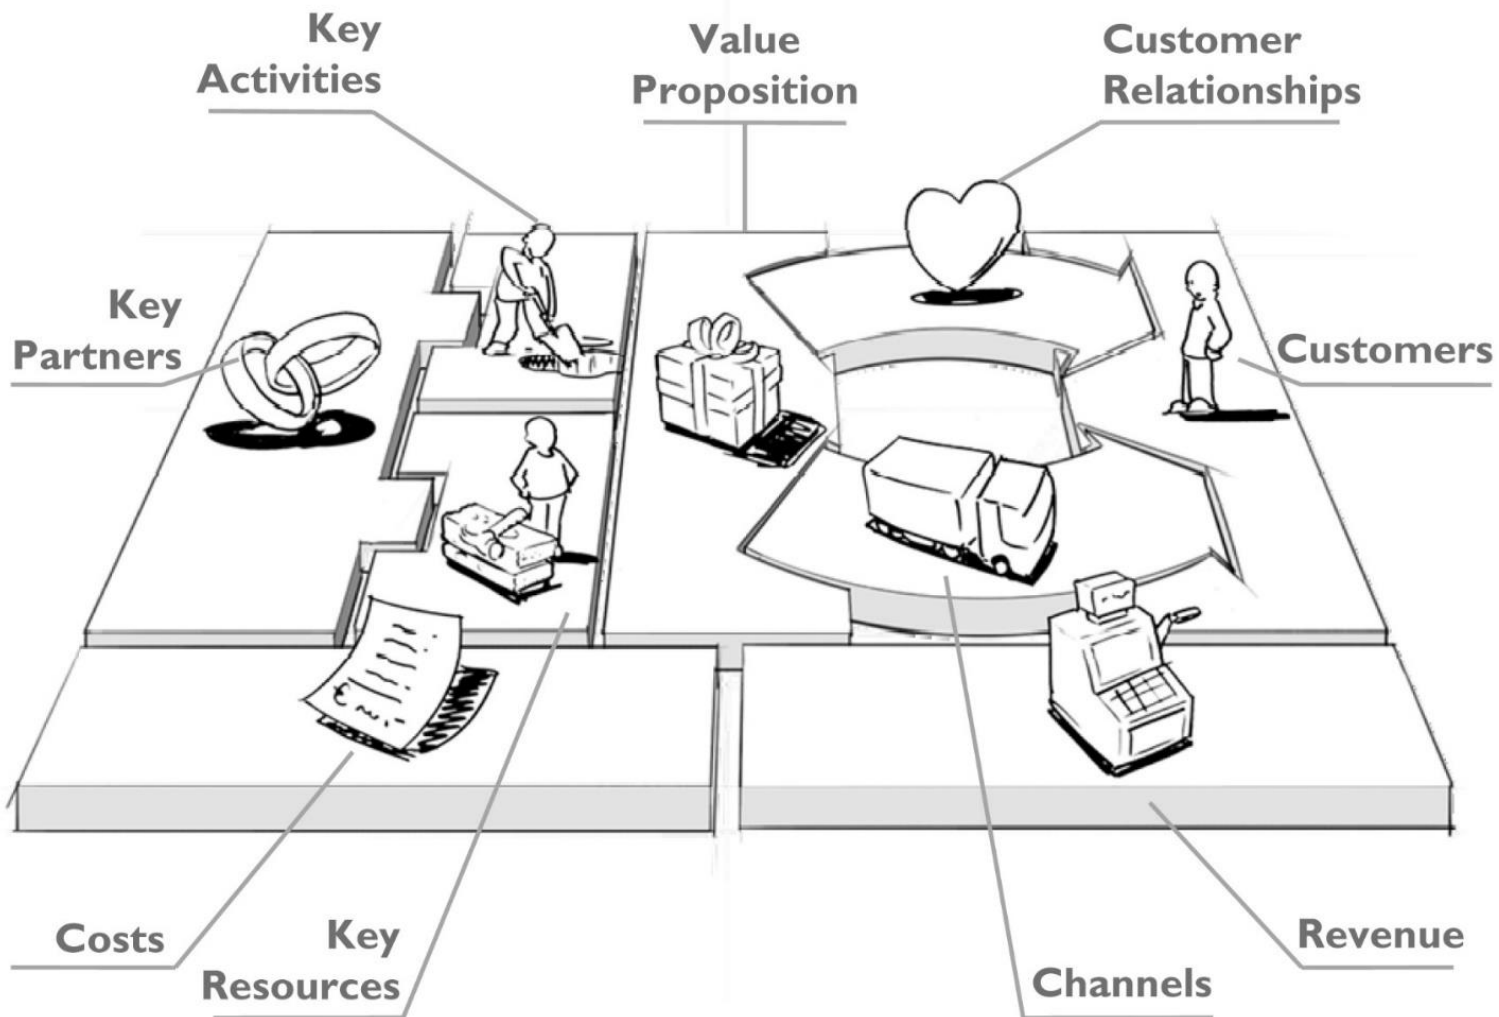 Key
Activities
Value
Proposition
Customer
Relationships
Key
Partners
Customers
Costs
Key
Resources
Channels
Revenue